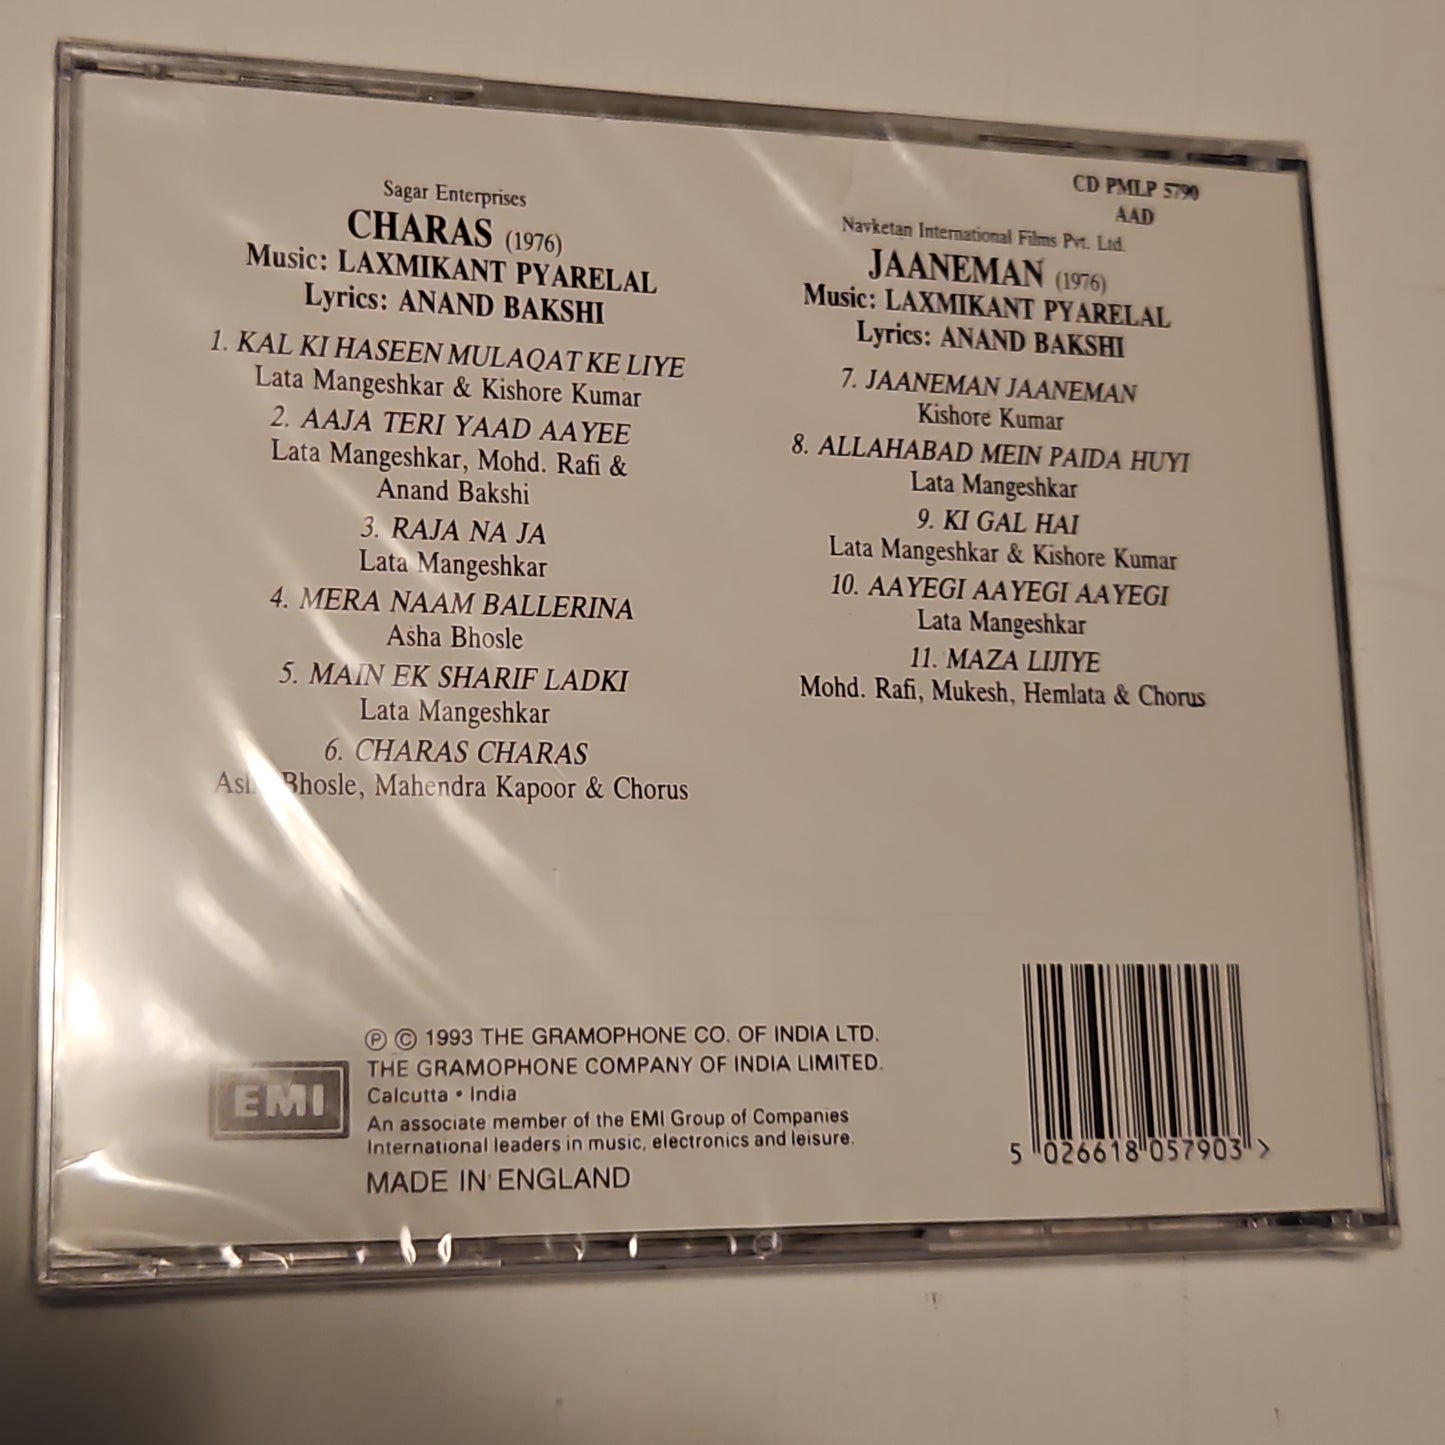 Sagar Enterprises
CHARAS (1976)
Music: LAXMIKANT PYARELAL
Lyrics: ANAND BAKSHI
1. KAL KI HASEEN MULAQAT KE LIYE
Lata Mangeshkar & Kishore Kumar
2. AAJA TERI YAAD AAYEE
Lata Mangeshkar, Mohd. Rafi &
Anand Bakshi
3. RAJA NA JA
Lata Mangeshkar
4. MERA NAAM BALLERINA
Asha Bhosle
5. MAIN EK SHARIF LADKI
Lata Mangeshkar
6. CHARAS CHARAS
Asha Bhosle, Mahendra Kapoor & Chorus
CD PMLP 5790
AAD
Navketan International Films Pvt. Ltd.
JAANEMAN (1976)
Music: LAXMIKANT PYARELAL
Lyrics: ANAND BAKSHI
7. JAANEMAN JAANEMAN
Kishore Kumar
8. ALLAHABAD MEIN PAIDA HUYI
Lata Mangeshkar
9. KI GAL HAI
Lata Mangeshkar & Kishore Kumar
10. AAYEGI AAYEGI AAYEGI
Lata Mangeshkar
11. MAZA LIJIYE
Mohd. Rafi, Mukesh, Hemlata & Chorus
EMI
℗ © 1993 THE GRAMOPHONE CO. OF INDIA LTD.
THE GRAMOPHONE COMPANY OF INDIA LIMITED.
Calcutta • India
An associate member of the EMI Group of Companies
International leaders in music, electronics and leisure.
MADE IN ENGLAND
5 026618 057903 >